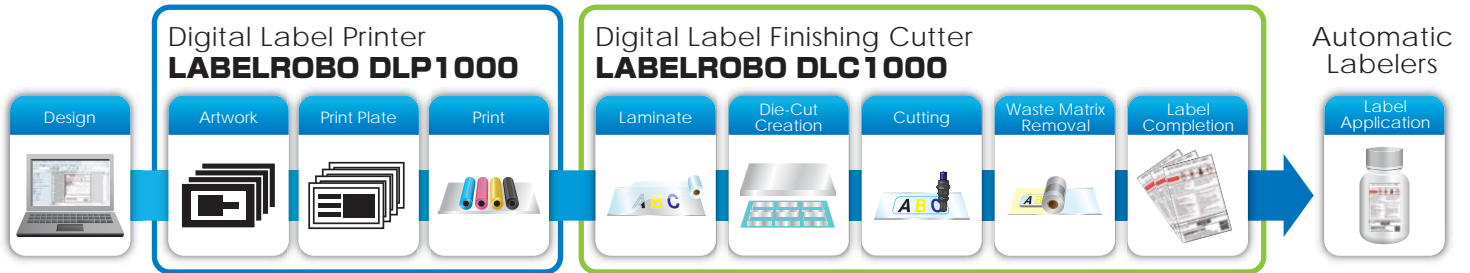 Digital Label Printer
LABELROBO DLP1000
Digital Label Finishing Cutter
LABELROBO DLC1000
Automatic
Labelers
Design
Artwork
Print Plate
Print
Laminate
Die-Cut
Creation
Cutting
Waste Matrix
Removal
Label
Completion
Label
Application
A B C
A B C
A B